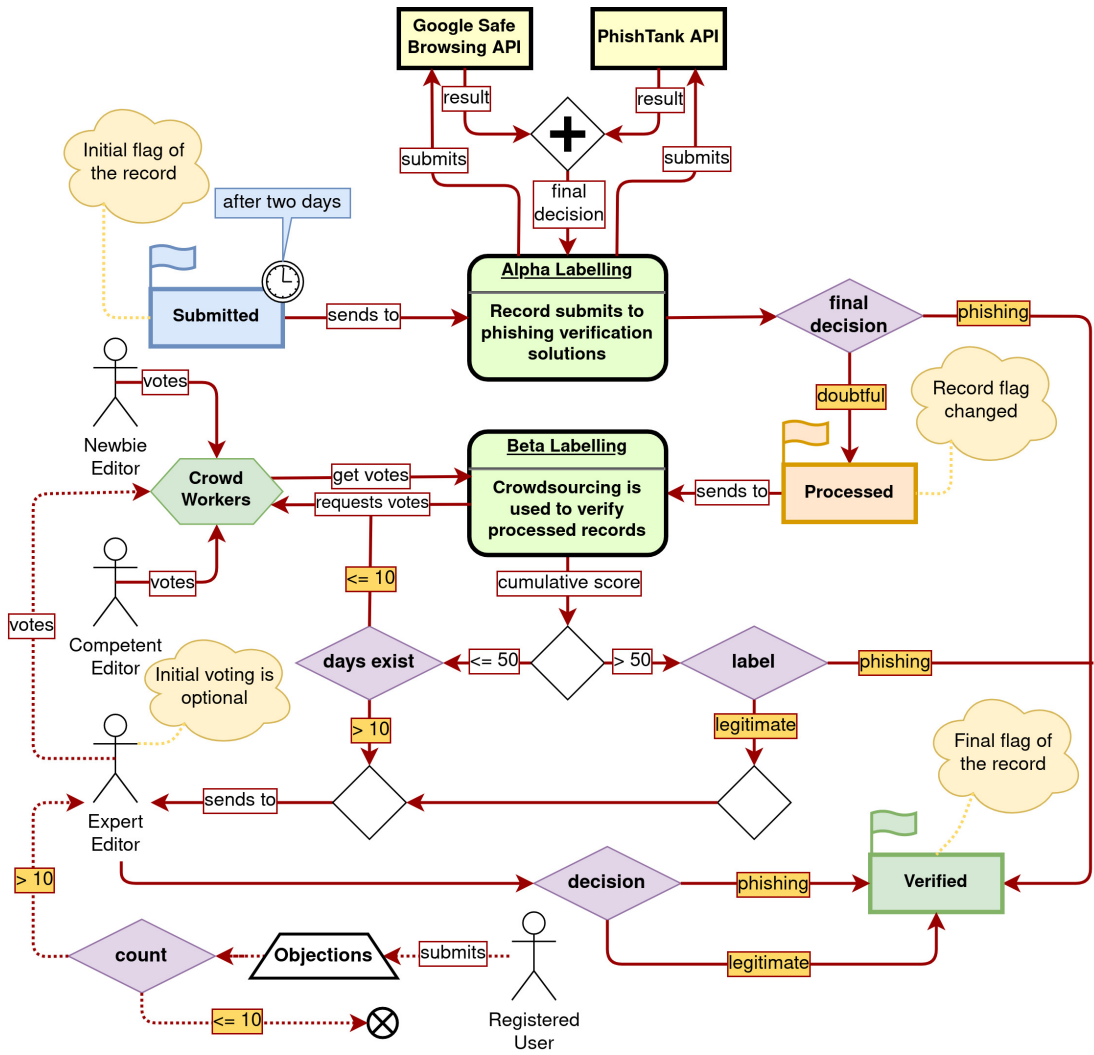 Google Safe
Browsing API
PhishTank API
result
result
submits
submits
final
decision
Initial flag of
the record
after two days
Submitted
sends to
Alpha Labelling
Record submits to
phishing verification
solutions
final
decision
phishing
doubtful
Record flag
changed
votes
Newbie
Editor
Crowd
Workers
get votes
requests votes
Beta Labelling
Crowdsourcing is
used to verify
processed records
sends to
Processed
votes
Competent
Editor
<= 10
cumulative score
votes
Initial voting is
optional
days exist
<= 50
> 50
label
phishing
> 10
legitimate
Final flag of
the record
sends to
Expert
Editor
> 10
decision
phishing
Verified
legitimate
count
Objections
submits
Registered
User
<= 10